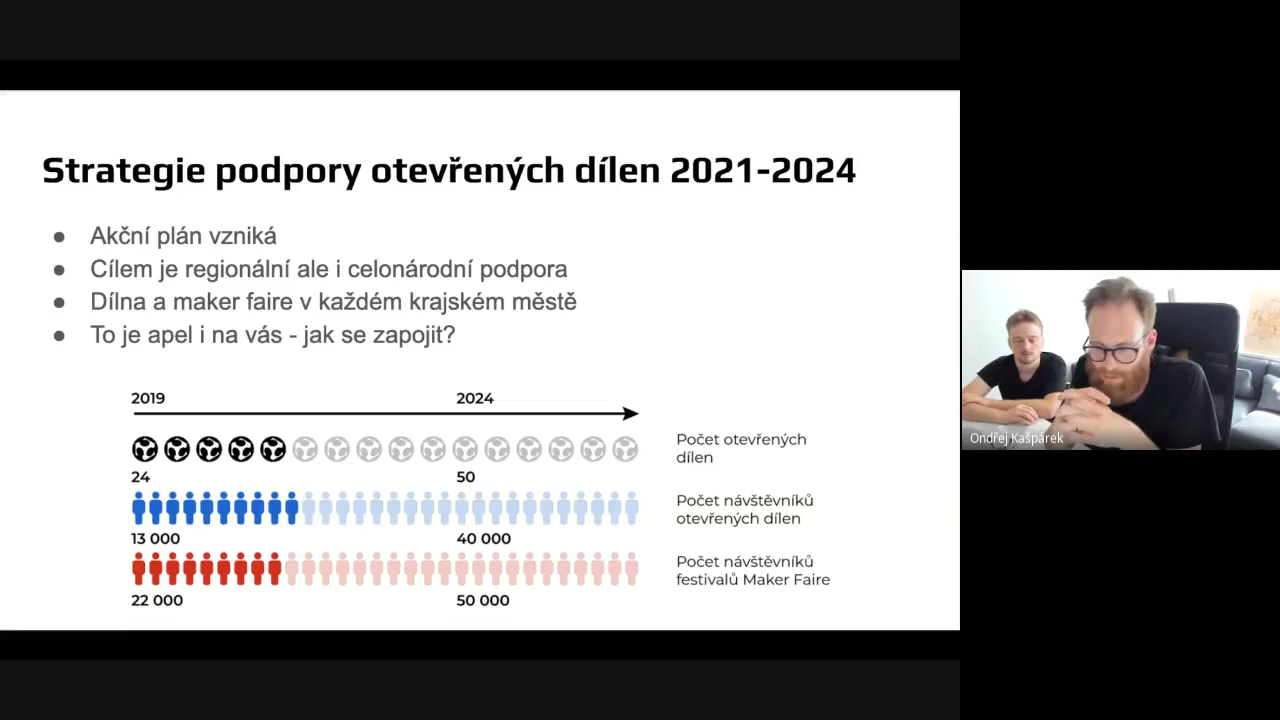 Strategie podpory otevřených dílen 2021-2024
● Akční plán vzniká
● Cílem je regionální ale i celonárodní podpora
● Dílna a maker faire v každém krajském městě
● To je apel i na vás - jak se zapojit?
2019 2024
Počet otevřených
dílen
24 50
Počet návštěvníků
otevřených dílen
13 000 40 000
Počet návštěvníků
festivalů Maker Faire
22 000 50 000
Ondřej Kašpárek